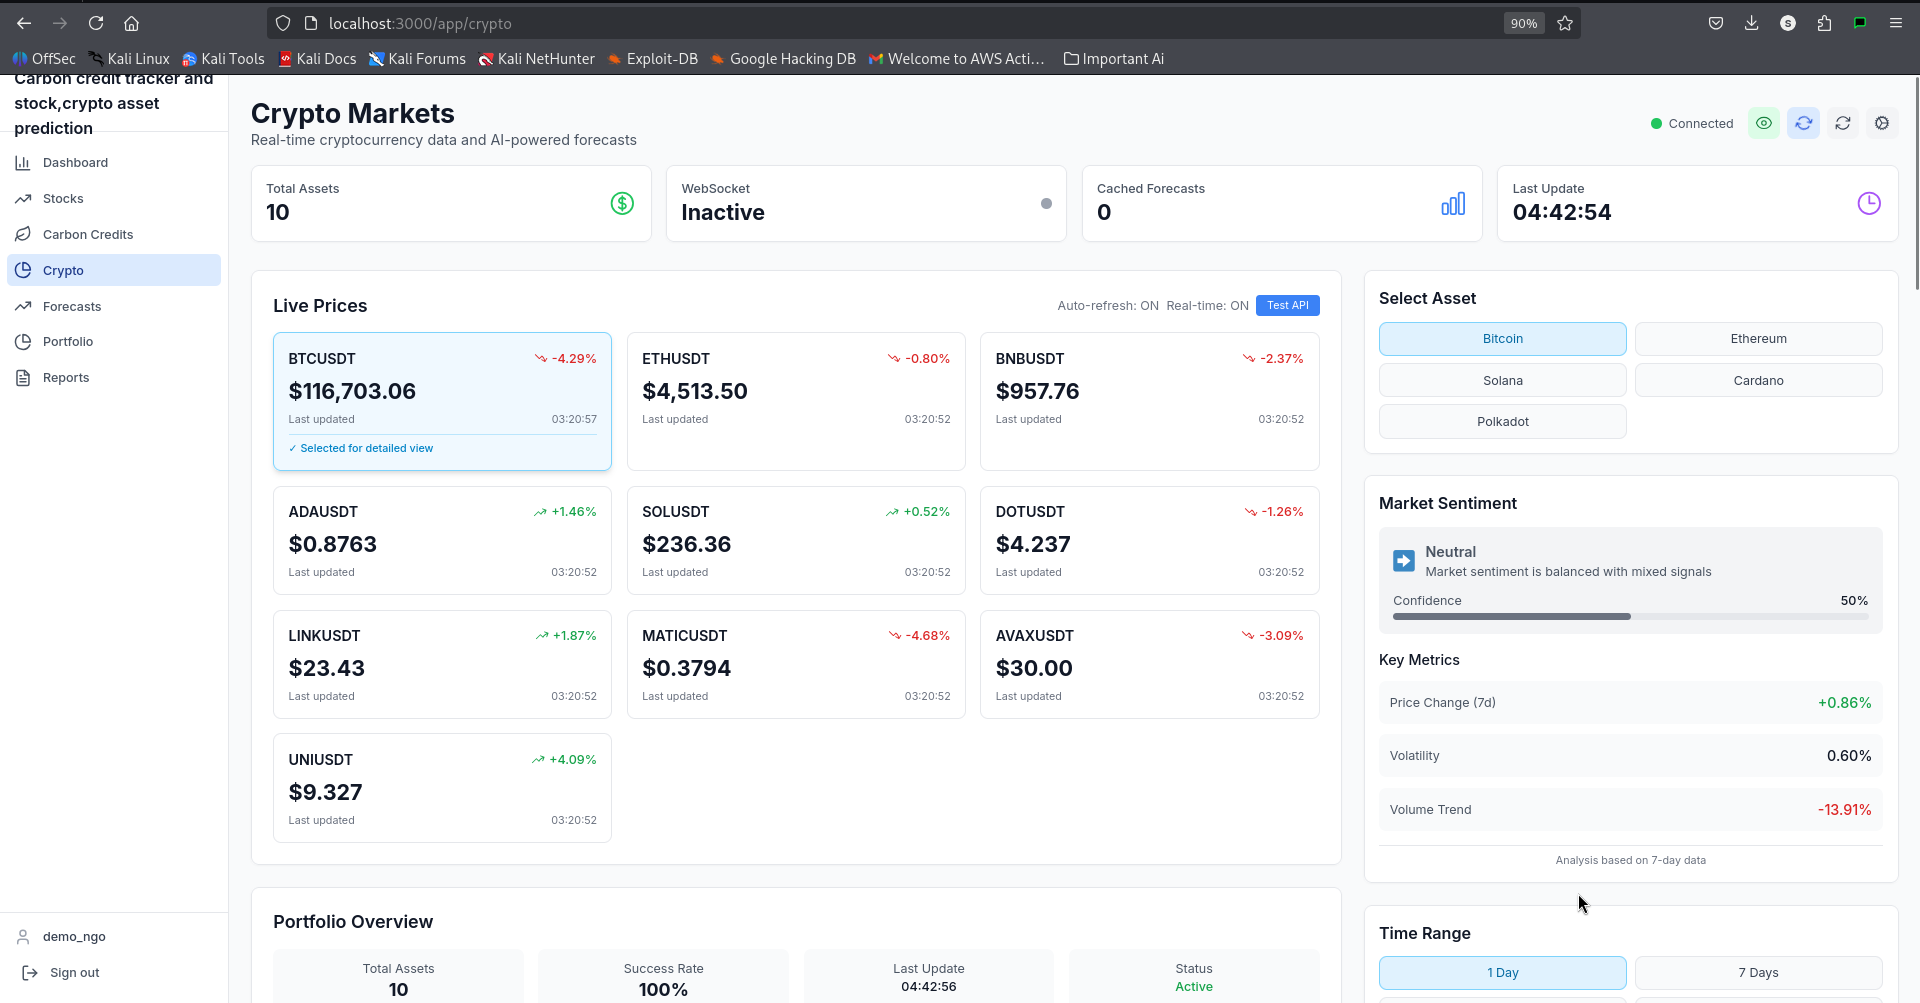 localhost:3000/app/crypto
90%
S
OffSec
Kali Linux
Kali Tools
Kali Docs
Kali Forums
Kali NetHunter
Exploit-DB
Google Hacking DB
Welcome to AWS Acti…
Important Ai
Carbon credit tracker and
stock,crypto asset
prediction
Dashboard
Stocks
Carbon Credits
Crypto
Forecasts
Portfolio
Reports
demo_ngo
Sign out
Crypto Markets
Real-time cryptocurrency data and AI-powered forecasts
Connected
Total Assets
10
WebSocket
Inactive
Cached Forecasts
0
Last Update
04:42:54
Live Prices
Auto-refresh: ON Real-time: ON Test API
BTCUSDT -4.29%
$116,703.06
Last updated 03:20:57
✓ Selected for detailed view
ETHUSDT -0.80%
$4,513.50
Last updated 03:20:52
BNBUSDT -2.37%
$957.76
Last updated 03:20:52
ADAUSDT +1.46%
$0.8763
Last updated 03:20:52
SOLUSDT +0.52%
$236.36
Last updated 03:20:52
DOTUSDT -1.26%
$4.237
Last updated 03:20:52
LINKUSDT +1.87%
$23.43
Last updated 03:20:52
MATICUSDT -4.68%
$0.3794
Last updated 03:20:52
AVAXUSDT -3.09%
$30.00
Last updated 03:20:52
UNIUSDT +4.09%
$9.327
Last updated 03:20:52
Portfolio Overview
Total Assets
10
Success Rate
100%
Last Update
04:42:56
Status
Active
Select Asset
Bitcoin
Ethereum
Solana
Cardano
Polkadot
Market Sentiment
Neutral
Market sentiment is balanced with mixed signals
Confidence 50%
Key Metrics
Price Change (7d) +0.86%
Volatility 0.60%
Volume Trend -13.91%
Analysis based on 7-day data
Time Range
1 Day
7 Days